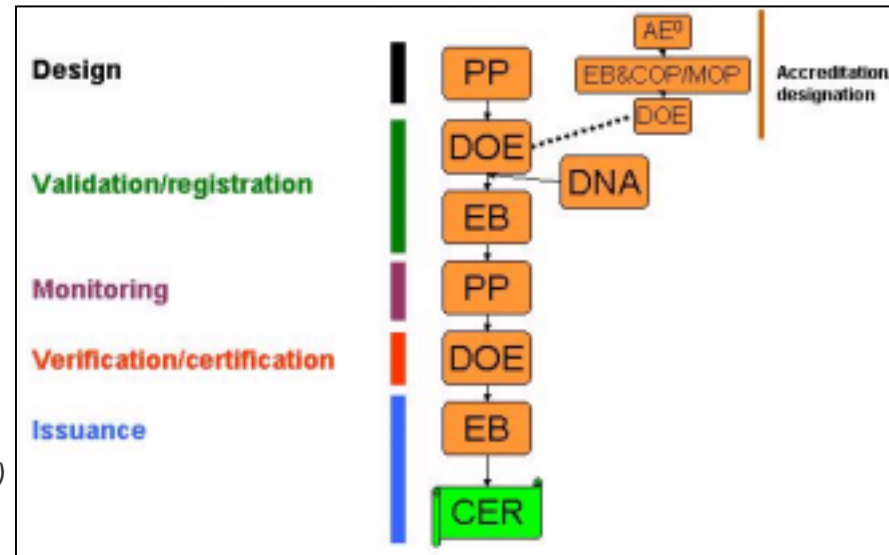 Design
PP
AE⁰
EB&COP/MOP
DOE
Accreditation
designation
Validation/registration
DOE
DNA
EB
Monitoring
PP
Verification/certification
DOE
Issuance
EB
CER
)